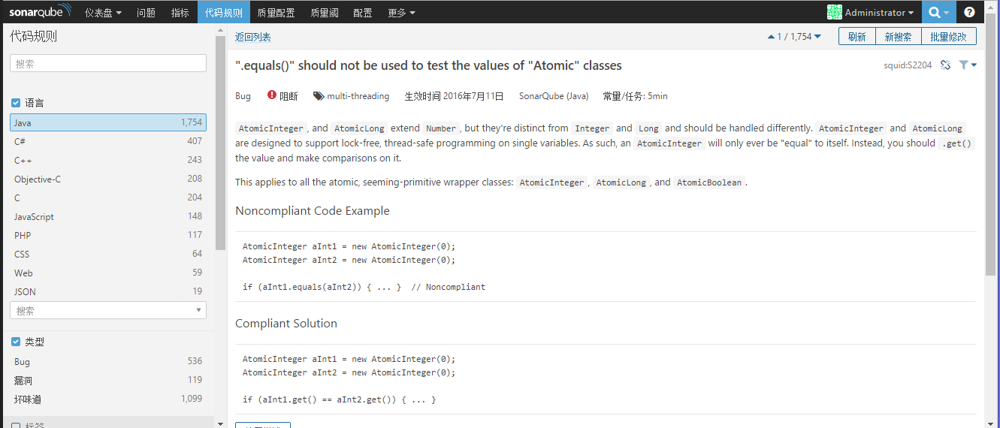 sonarqube 仪表盘 问题 指标 代码规则 质量配置 质量阈 配置 更多 Administrator ?
代码规则
搜索
语言
Java 1,754
C# 407
C++ 243
Objective-C 208
C 204
JavaScript 148
PHP 117
CSS 64
Web 59
JSON 19
搜索
类型
Bug 536
漏洞 119
坏味道 1,099
标签
返回列表 1 / 1,754 刷新 新搜索 批量修改
".equals()" should not be used to test the values of "Atomic" classes squid:S2204
Bug 阻断 multi-threading 生效时间 2016年7月11日 SonarQube (Java) 常量/任务: 5min
AtomicInteger, and AtomicLong extend Number, but they're distinct from Integer and Long and should be handled differently. AtomicInteger and AtomicLong
are designed to support lock-free, thread-safe programming on single variables. As such, an AtomicInteger will only ever be "equal" to itself. Instead, you should .get()
the value and make comparisons on it.
This applies to all the atomic, seeming-primitive wrapper classes: AtomicInteger, AtomicLong, and AtomicBoolean.
Noncompliant Code Example
AtomicInteger aInt1 = new AtomicInteger(0);
AtomicInteger aInt2 = new AtomicInteger(0);
if (aInt1.equals(aInt2)) { ... }  // Noncompliant
Compliant Solution
AtomicInteger aInt1 = new AtomicInteger(0);
AtomicInteger aInt2 = new AtomicInteger(0);
if (aInt1.get() == aInt2.get()) { ... }